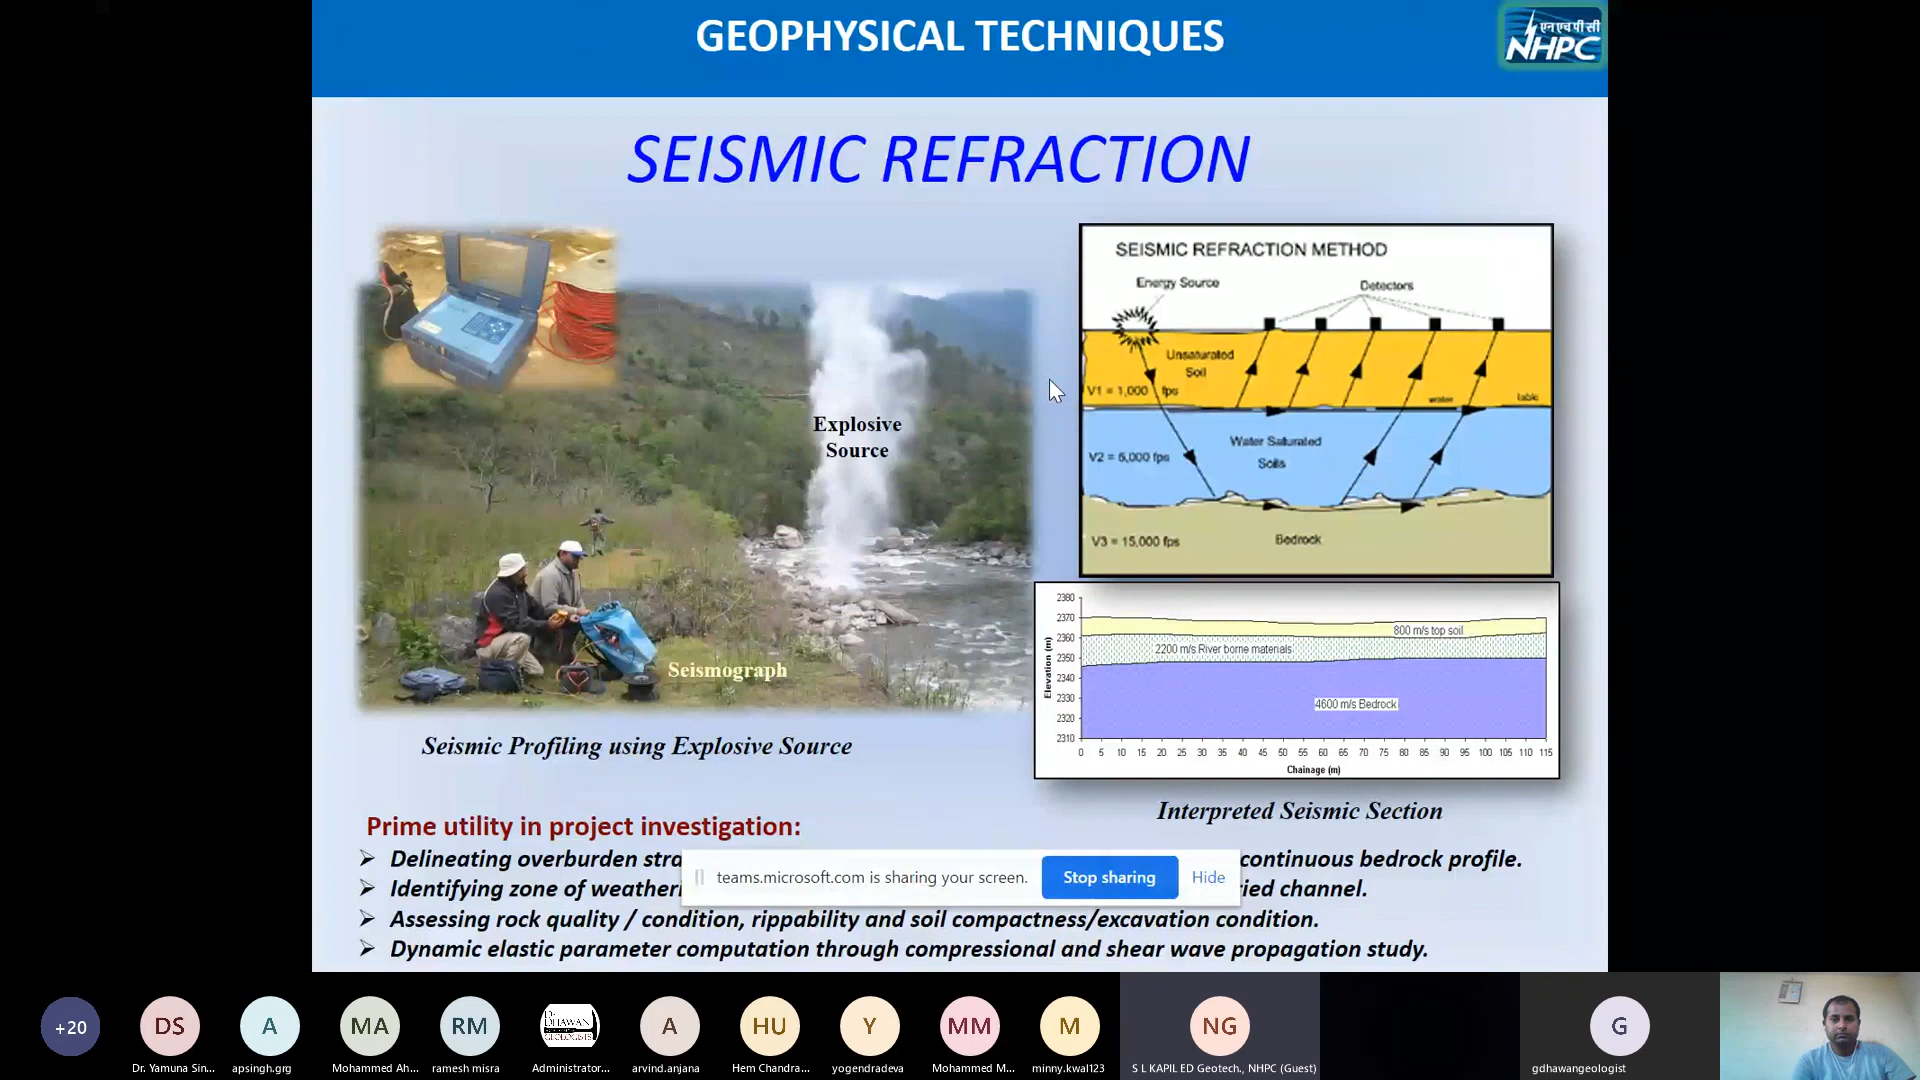 GEOPHYSICAL TECHNIQUES
एनएचपीसी
NHPC
SEISMIC REFRACTION
SEISMIC REFRACTION METHOD
Energy Source
Detectors
Unsaturated
Soil
V1 = 1,000 fps
water table
Explosive
Source
Water Saturated
Soils
V2 = 5,000 fps
V3 = 15,000 fps
Bedrock
Seismograph
Elevation (m)
2380
2370
2360
2350
2340
2330
2320
2310
800 m/s top soil
2200 m/s River borne materials
4600 m/s Bedrock
0 5 10 15 20 25 30 35 40 45 50 55 60 65 70 75 80 85 90 95 100 105 110 115
Chainage (m)
Seismic Profiling using Explosive Source
Interpreted Seismic Section
Prime utility in project investigation:
Delineating overburden continuous bedrock profile.
Identifying zone of channel.
Assessing rock quality / condition, rippability and soil compactness/excavation condition.
Dynamic elastic parameter computation through compressional and shear wave propagation study.
teams.microsoft.com is sharing your screen.
Stop sharing
Hide
+20
DS
A
MA
RM
DHAWAN
GEOLOGISTS
A
HU
Y
MM
M
NG
G
Dr. Yamuna Sin...
apsingh.grg
Mohammed Ah...
ramesh misra
Administrator...
arvind.anjana
Hem Chandra...
yogendradeva
Mohammed M...
minny.kwal123
S L KAPIL ED Geotech., NHPC (Guest)
gdhawangeologist